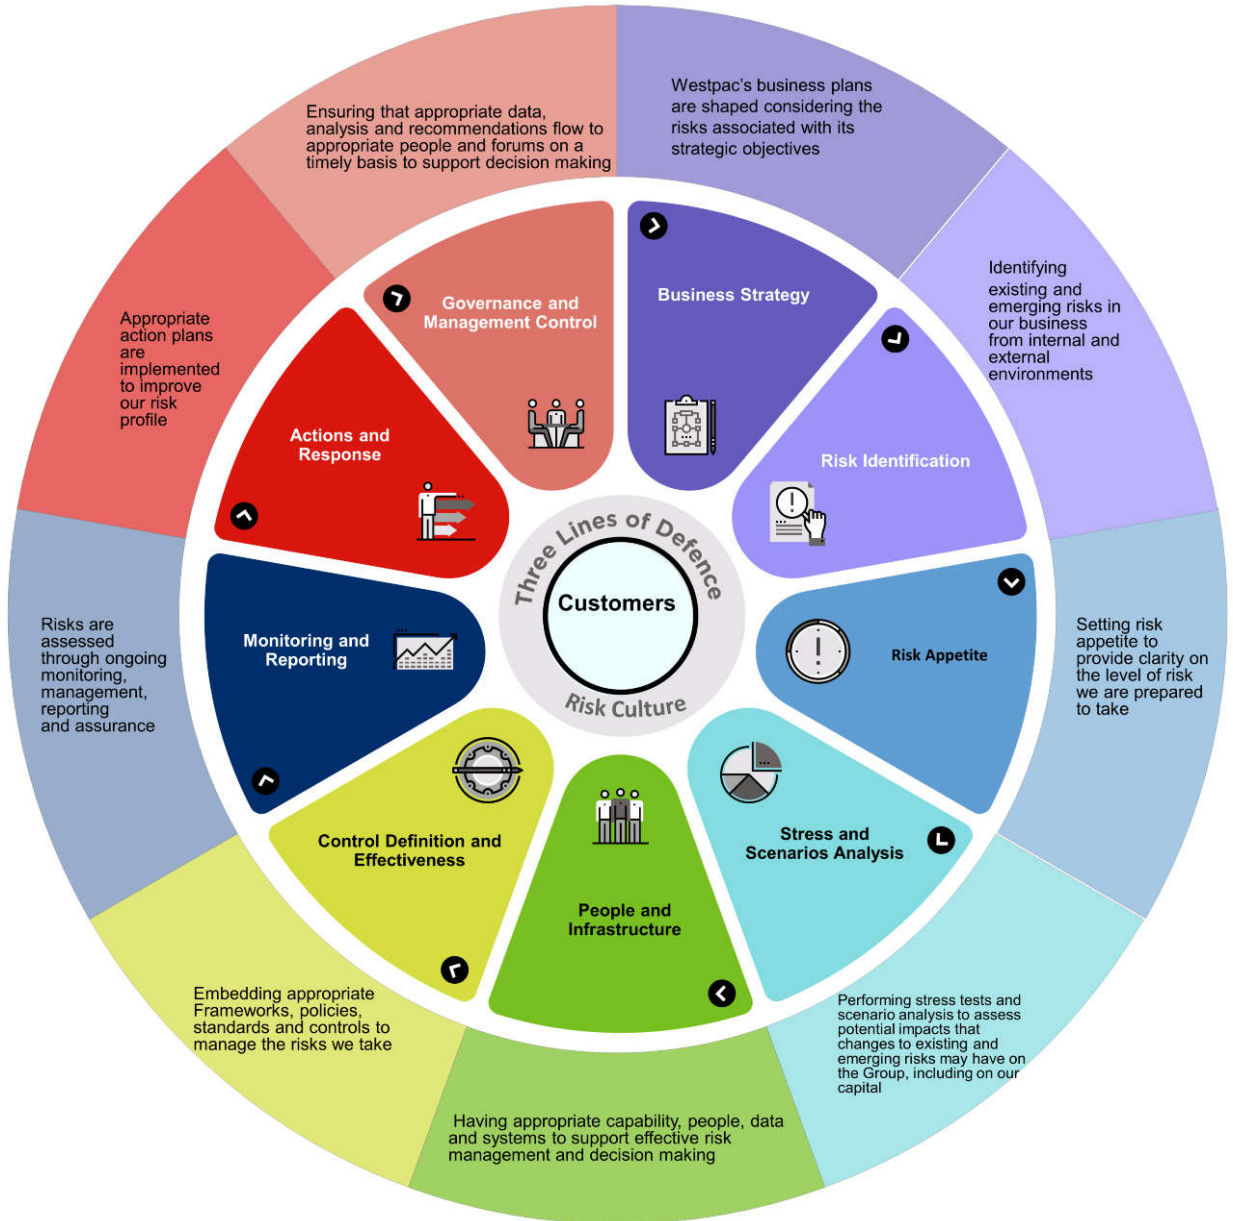 Westpac's business plans
are shaped considering the
risks associated with its
strategic objectives
Business Strategy
Identifying
existing and
emerging risks in
our business
from internal and
external
environments
Risk Identification
Setting risk
appetite to
provide clarity on
the level of risk
we are prepared
to take
Risk Appetite
Performing stress tests and
scenario analysis to assess
potential impacts that
changes to existing and
emerging risks may have on
the Group, including on our
capital
Stress and
Scenarios Analysis
Having appropriate capability, people, data
and systems to support effective risk
management and decision making
People and
Infrastructure
Embedding appropriate
Frameworks, policies,
standards and controls to
manage the risks we take
Control Definition and
Effectiveness
Risks are
assessed
through ongoing
monitoring,
management,
reporting
and assurance
Monitoring and
Reporting
Appropriate
action plans
are
implemented
to improve
our risk
profile
Actions and
Response
Ensuring that appropriate data,
analysis and recommendations flow to
appropriate people and forums on a
timely basis to support decision making
Governance and
Management Control
Three Lines of Defence
Customers
Risk Culture